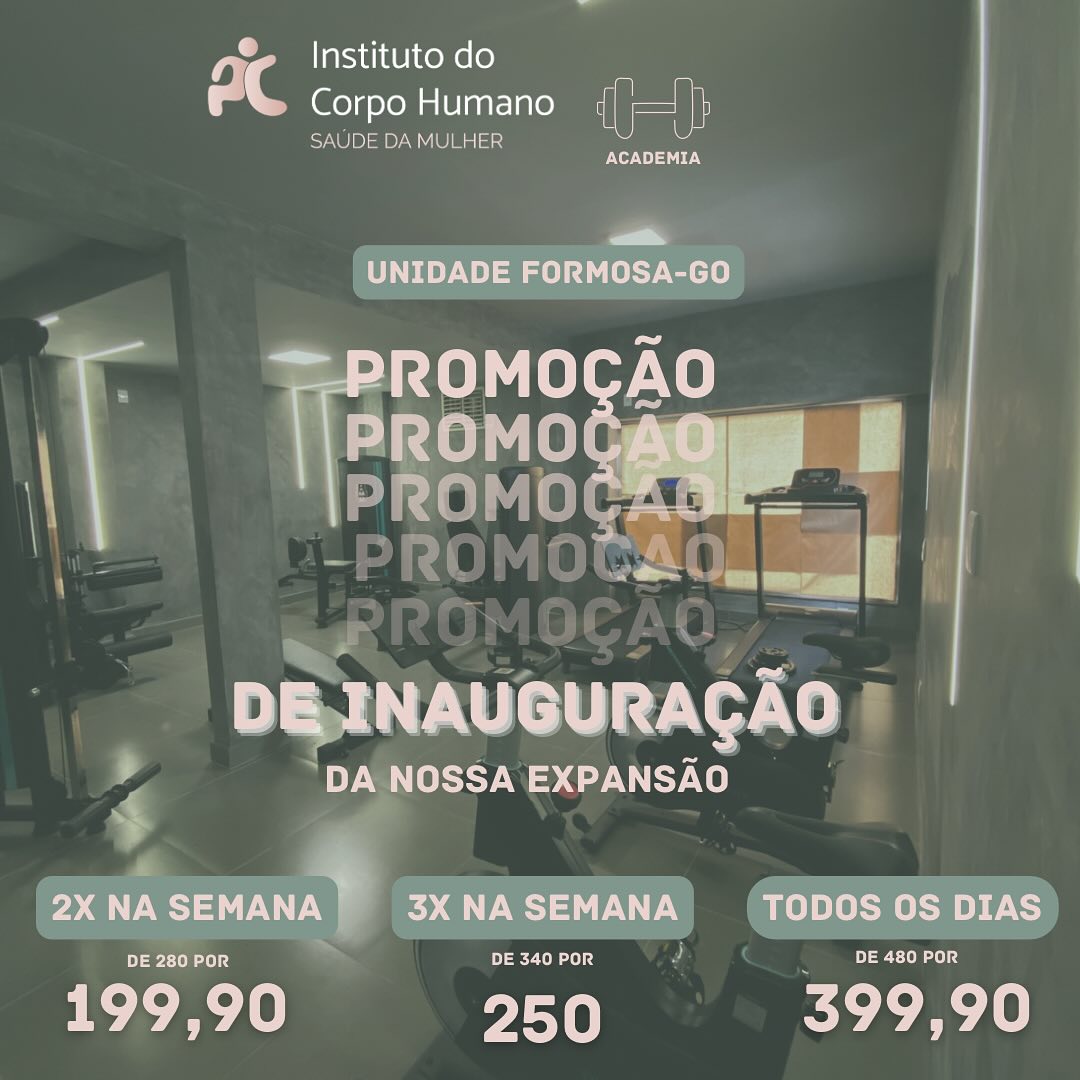 Instituto do
Corpo Humano
SAÚDE DA MULHER
ACADEMIA
UNIDADE FORMOSA-GO
PROMOÇÃO
PROMOÇÃO
PROMOÇÃO
PROMOÇÃO
PROMOÇÃO
DE INAUGURAÇÃO
DA NOSSA EXPANSÃO
2X NA SEMANA
DE 280 POR
199,90
3X NA SEMANA
DE 340 POR
250
TODOS OS DIAS
DE 480 POR
399,90